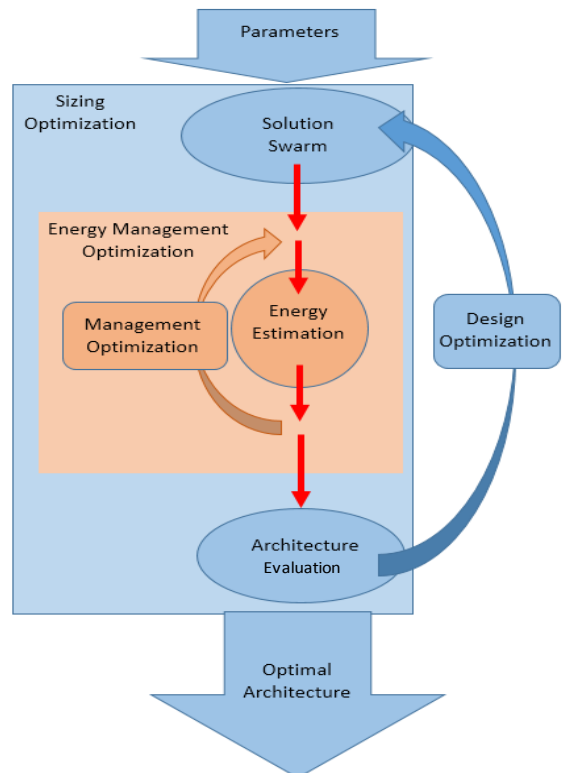 Parameters
Sizing
Optimization
Solution
Swarm
Energy Management
Optimization
Management
Optimization
Energy
Estimation
Design
Optimization
Architecture
Evaluation
Optimal
Architecture